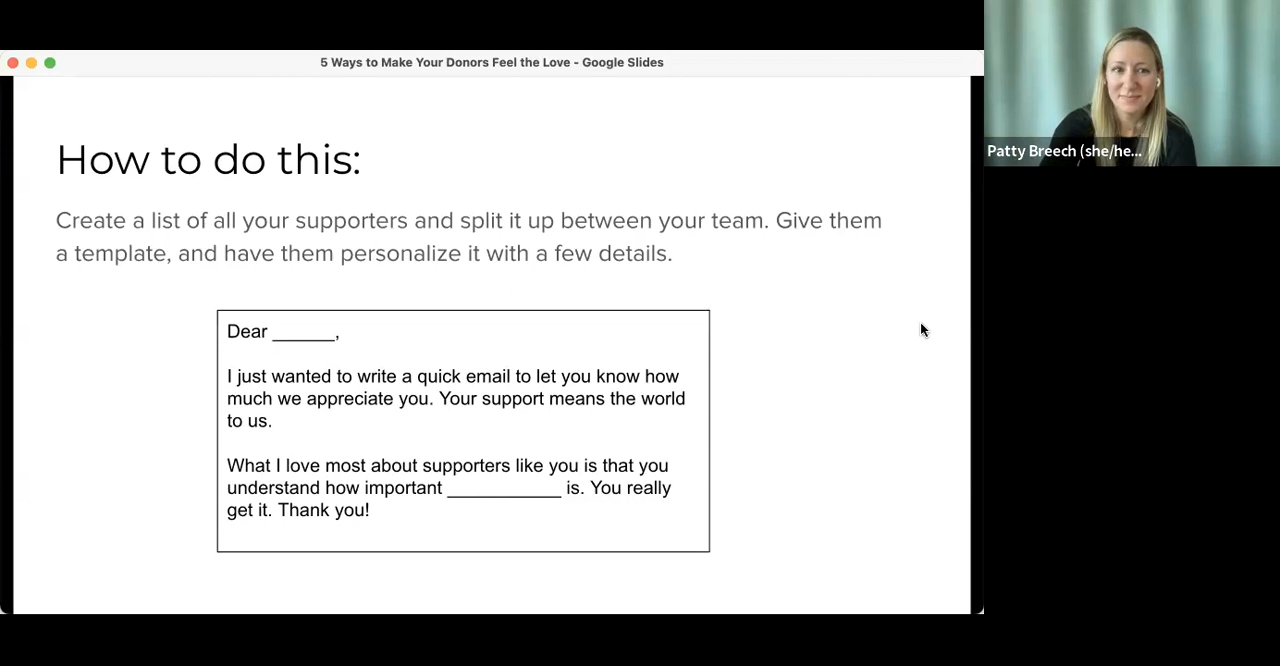 5 Ways to Make Your Donors Feel the Love - Google Slides
Patty Breech (she/he...
How to do this:
Create a list of all your supporters and split it up between your team. Give them
a template, and have them personalize it with a few details.
Dear ______,
I just wanted to write a quick email to let you know how
much we appreciate you. Your support means the world
to us.
What I love most about supporters like you is that you
understand how important ___________ is. You really
get it. Thank you!